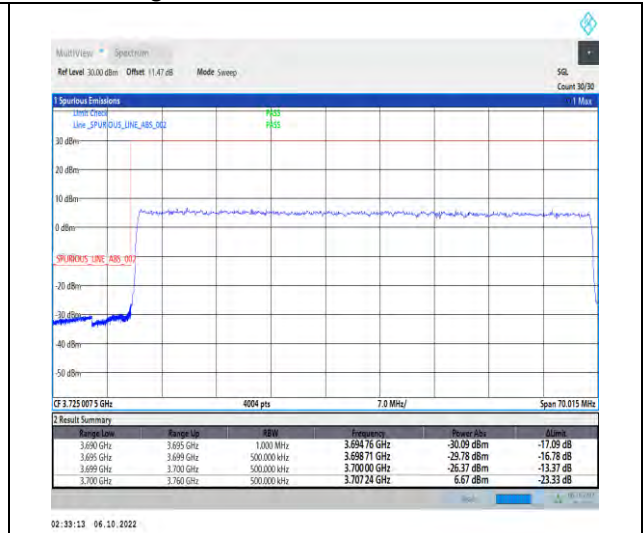 MultiView Spectrum
Ref Level 30.00 dBm Offset 11.47 dB Mode Sweep SGL
Count 30/30
1 Spurious Emissions 1 Max
Limit Check PASS
Line _SPURIOUS_LINE_ABS_002 PASS
30 dBm
20 dBm
10 dBm
0 dBm
SPURIOUS_LINE_ABS_002
-20 dBm
-30 dBm
-40 dBm
-50 dBm
CF 3.725 007 5 GHz 4004 pts 7.0 MHz/ Span 70.015 MHz
2 Result Summary
Range Low Range Up RBW Frequency Power Abs ΔLimit
3.690 GHz 3.695 GHz 1.000 MHz 3.694 76 GHz -30.09 dBm -17.09 dB
3.695 GHz 3.699 GHz 500.000 kHz 3.698 71 GHz -29.78 dBm -16.78 dB
3.699 GHz 3.700 GHz 500.000 kHz 3.700 00 GHz -26.37 dBm -13.37 dB
3.700 GHz 3.760 GHz 500.000 kHz 3.707 24 GHz 6.67 dBm -23.33 dB
02:33:13 06.10.2022